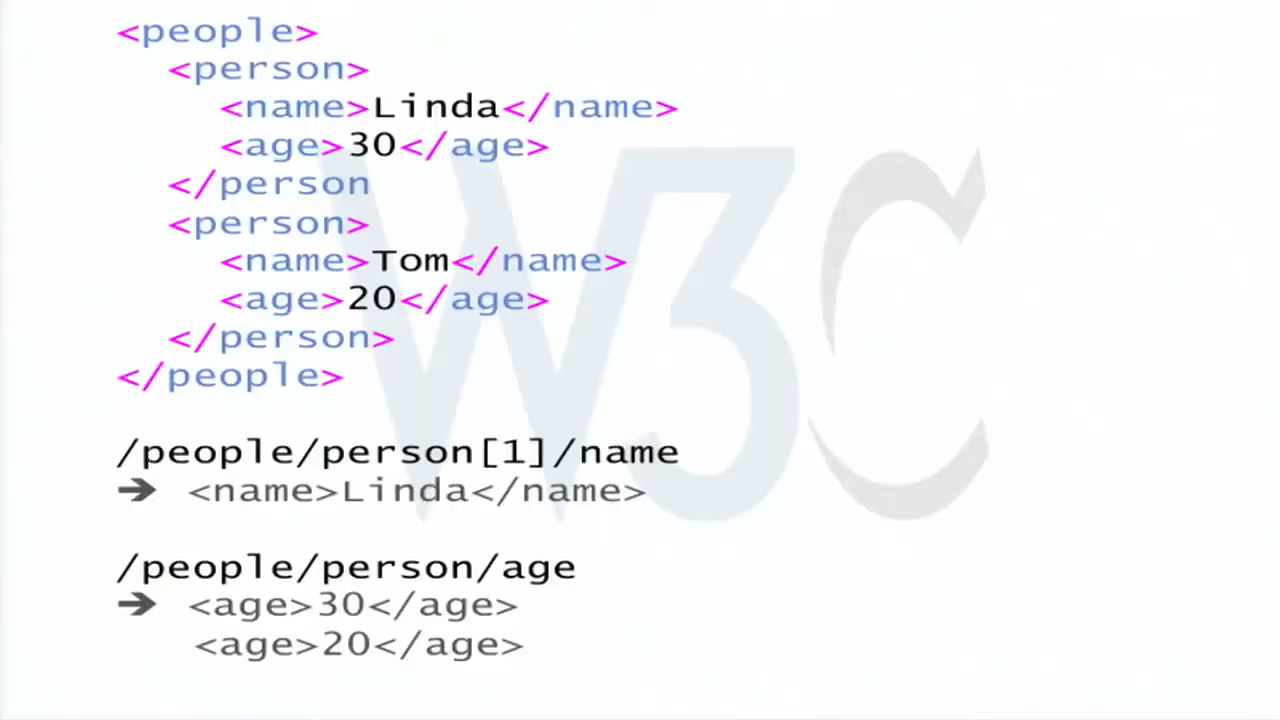 <people>
<person>
<name>Linda</name>
<age>30</age>
</person
<person>
<name>Tom</name>
<age>20</age>
</person>
</people>
W3C
/people/person[1]/name
➔ <name>Linda</name>
/people/person/age
➔ <age>30</age>
<age>20</age>